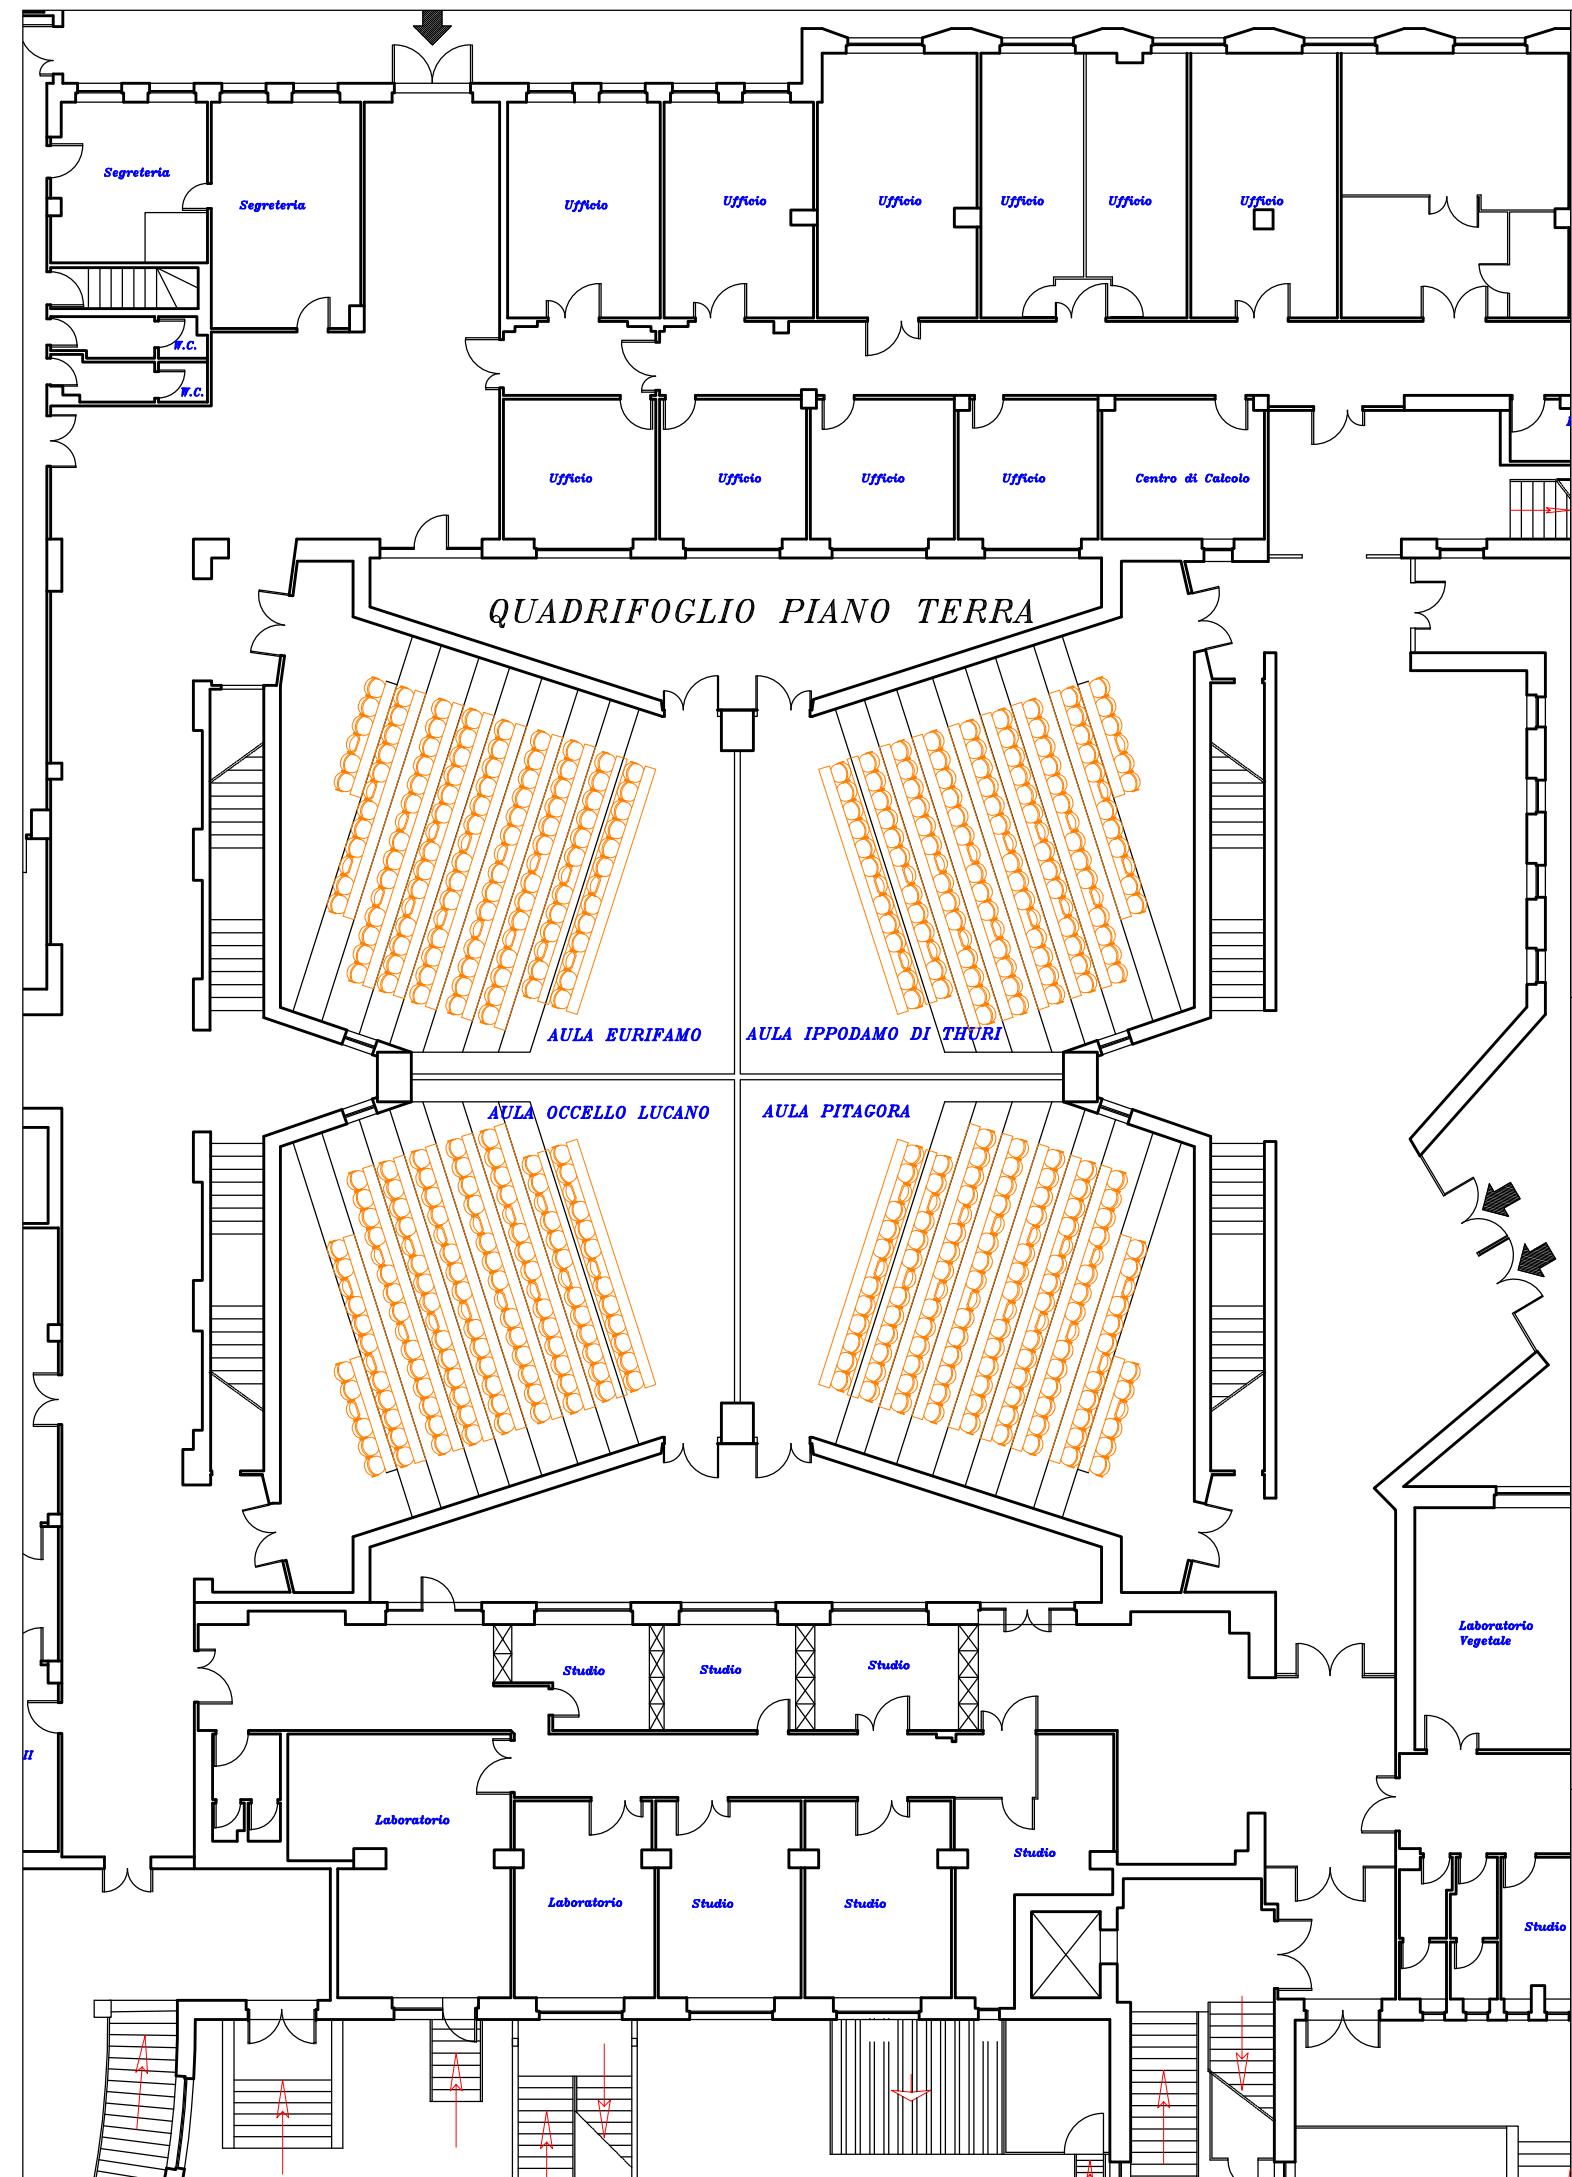 Segreteria
Segreteria
Ufficio
Ufficio
Ufficio
Ufficio
Ufficio
Ufficio
W.C.
W.C.
Ufficio
Ufficio
Ufficio
Ufficio
Centro di Calcolo
QUADRIFOGLIO PIANO TERRA
AULA EURIFAMO
AULA IPPODAMO DI THURI
AULA OCCELLO LUCANO
AULA PITAGORA
Laboratorio
Vegetale
Studio
Studio
Studio
II
Laboratorio
Studio
Laboratorio
Studio
Studio
Studio